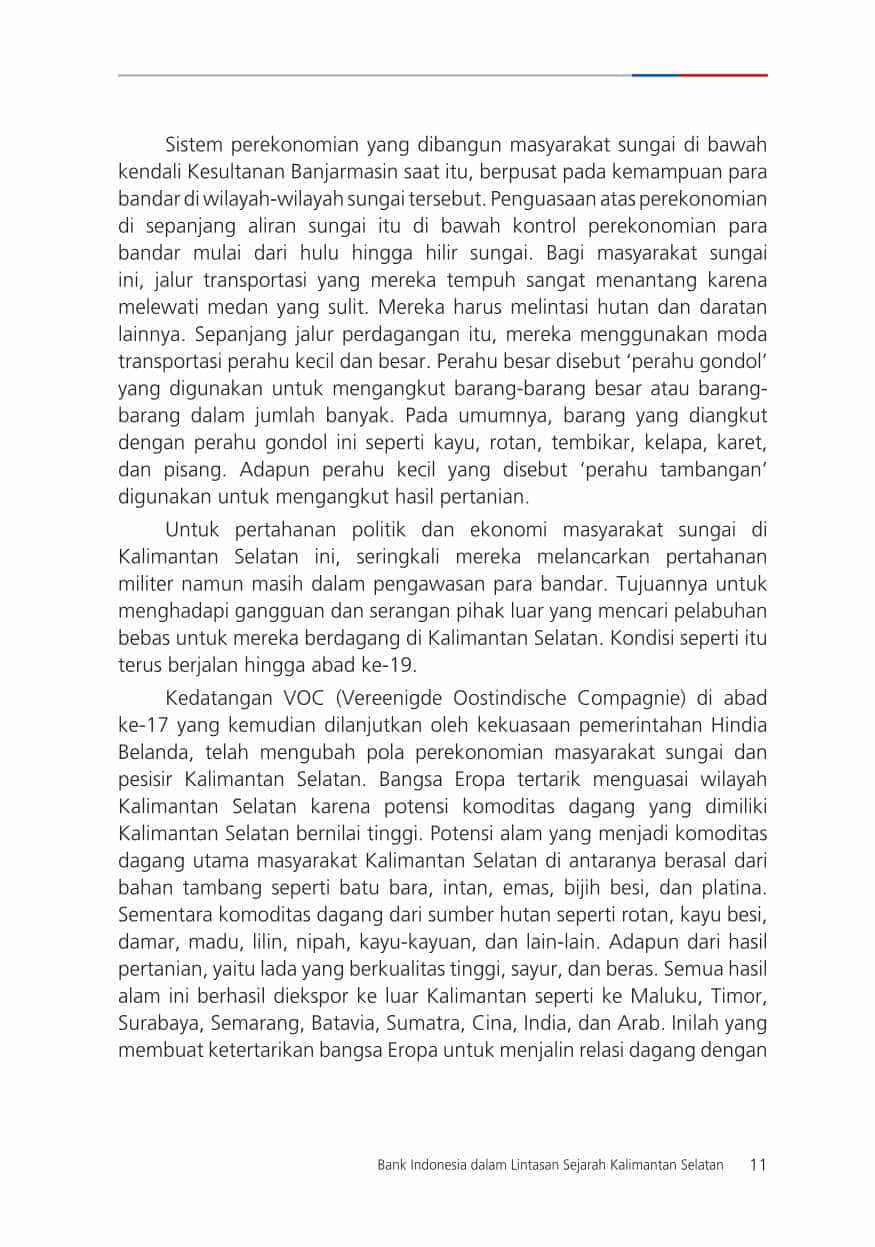 Sistem perekonomian yang dibangun masyarakat sungai di bawah
kendali Kesultanan Banjarmasin saat itu, berpusat pada kemampuan para
bandar di wilayah-wilayah sungai tersebut. Penguasaan atas perekonomian
di sepanjang aliran sungai itu di bawah kontrol perekonomian para
bandar mulai dari hulu hingga hilir sungai. Bagi masyarakat sungai
ini, jalur transportasi yang mereka tempuh sangat menantang karena
melewati medan yang sulit. Mereka harus melintasi hutan dan daratan
lainnya. Sepanjang jalur perdagangan itu, mereka menggunakan moda
transportasi perahu kecil dan besar. Perahu besar disebut ‘perahu gondol’
yang digunakan untuk mengangkut barang-barang besar atau barang-
barang dalam jumlah banyak. Pada umumnya, barang yang diangkut
dengan perahu gondol ini seperti kayu, rotan, tembikar, kelapa, karet,
dan pisang. Adapun perahu kecil yang disebut ‘perahu tambangan’
digunakan untuk mengangkut hasil pertanian.
Untuk pertahanan politik dan ekonomi masyarakat sungai di
Kalimantan Selatan ini, seringkali mereka melancarkan pertahanan
militer namun masih dalam pengawasan para bandar. Tujuannya untuk
menghadapi gangguan dan serangan pihak luar yang mencari pelabuhan
bebas untuk mereka berdagang di Kalimantan Selatan. Kondisi seperti itu
terus berjalan hingga abad ke-19.
Kedatangan VOC (Vereenigde Oostindische Compagnie) di abad
ke-17 yang kemudian dilanjutkan oleh kekuasaan pemerintahan Hindia
Belanda, telah mengubah pola perekonomian masyarakat sungai dan
pesisir Kalimantan Selatan. Bangsa Eropa tertarik menguasai wilayah
Kalimantan Selatan karena potensi komoditas dagang yang dimiliki
Kalimantan Selatan bernilai tinggi. Potensi alam yang menjadi komoditas
dagang utama masyarakat Kalimantan Selatan di antaranya berasal dari
bahan tambang seperti batu bara, intan, emas, bijih besi, dan platina.
Sementara komoditas dagang dari sumber hutan seperti rotan, kayu besi,
damar, madu, lilin, nipah, kayu-kayuan, dan lain-lain. Adapun dari hasil
pertanian, yaitu lada yang berkualitas tinggi, sayur, dan beras. Semua hasil
alam ini berhasil diekspor ke luar Kalimantan seperti ke Maluku, Timor,
Surabaya, Semarang, Batavia, Sumatra, Cina, India, dan Arab. Inilah yang
membuat ketertarikan bangsa Eropa untuk menjalin relasi dagang dengan
Bank Indonesia dalam Lintasan Sejarah Kalimantan Selatan 11